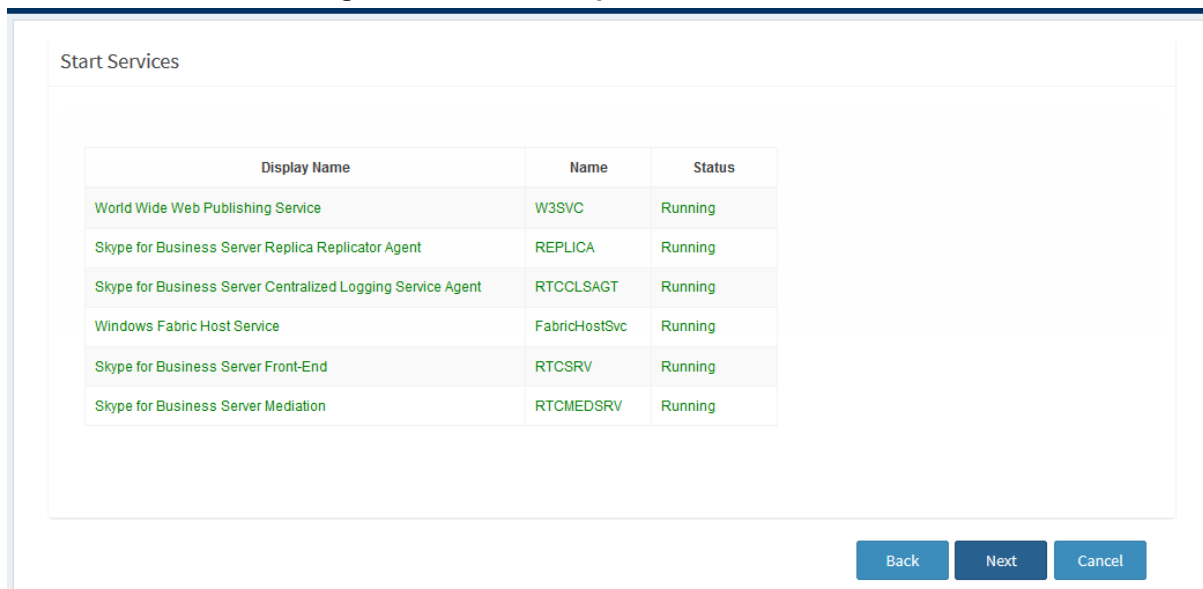 Start Services
Display Name Name Status
World Wide Web Publishing Service W3SVC Running
Skype for Business Server Replica Replicator Agent REPLICA Running
Skype for Business Server Centralized Logging Service Agent RTCCLSAGT Running
Windows Fabric Host Service FabricHostSvc Running
Skype for Business Server Front-End RTCSRV Running
Skype for Business Server Mediation RTCMEDSRV Running
Back Next Cancel